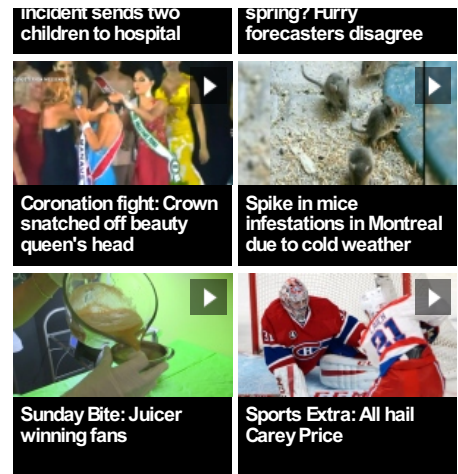 incident sends two
children to hospital
spring? Furry
forecasters disagree
Coronation fight: Crown
snatched off beauty
queen's head
Spike in mice
infestations in Montreal
due to cold weather
Sunday Bite: Juicer
winning fans
Sports Extra: All hail
Carey Price